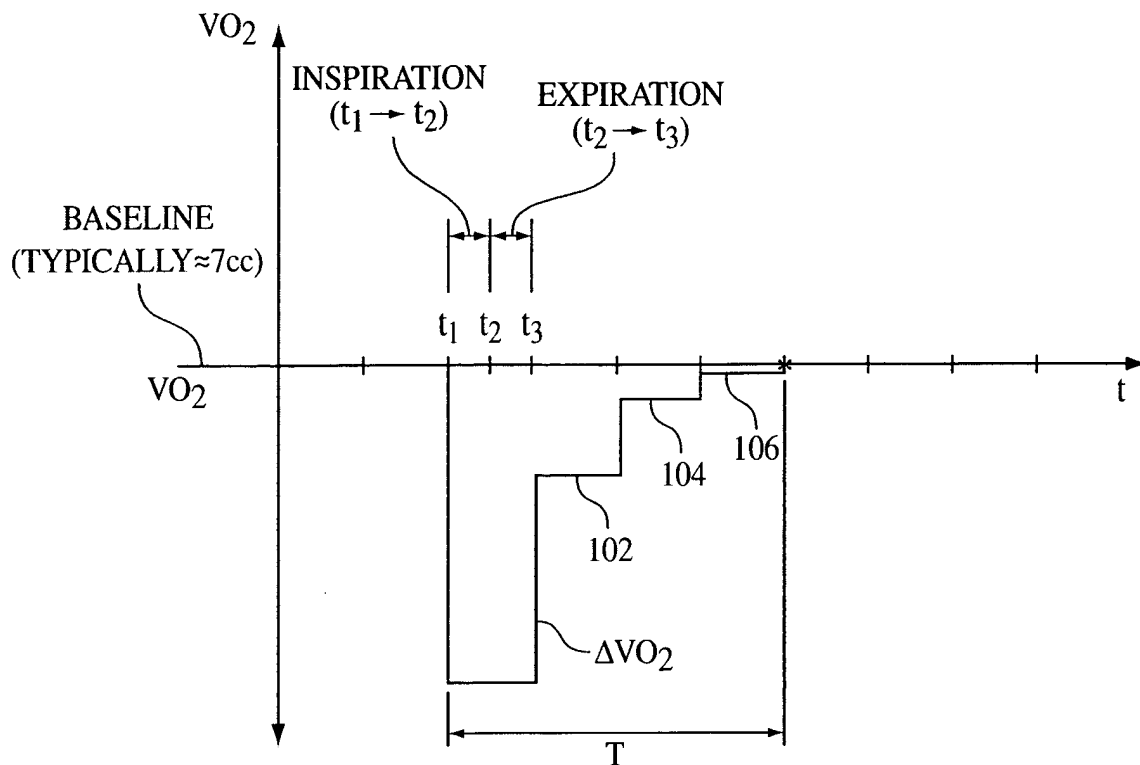 VO₂
INSPIRATION
(t₁ → t₂)
EXPIRATION
(t₂ → t₃)
BASELINE
(TYPICALLY≈7cc)
t₁ t₂ t₃
VO₂
t
106
104
102
ΔVO₂
T